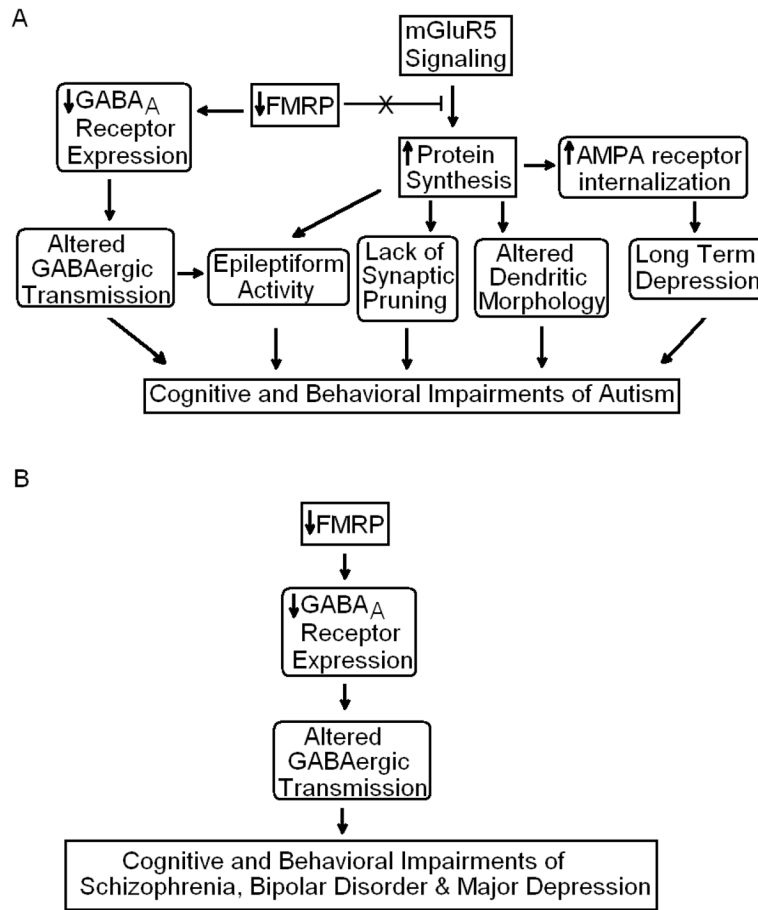 A
mGluR5
Signaling
↓GABAA
Receptor
Expression
↓FMRP
X
↑Protein
Synthesis
↑AMPA receptor
internalization
Altered
GABAergic
Transmission
Epileptiform
Activity
Lack of
Synaptic
Pruning
Altered
Dendritic
Morphology
Long Term
Depression
Cognitive and Behavioral Impairments of Autism
B
↓FMRP
↓GABAA
Receptor
Expression
Altered
GABAergic
Transmission
Cognitive and Behavioral Impairments of
Schizophrenia, Bipolar Disorder & Major Depression